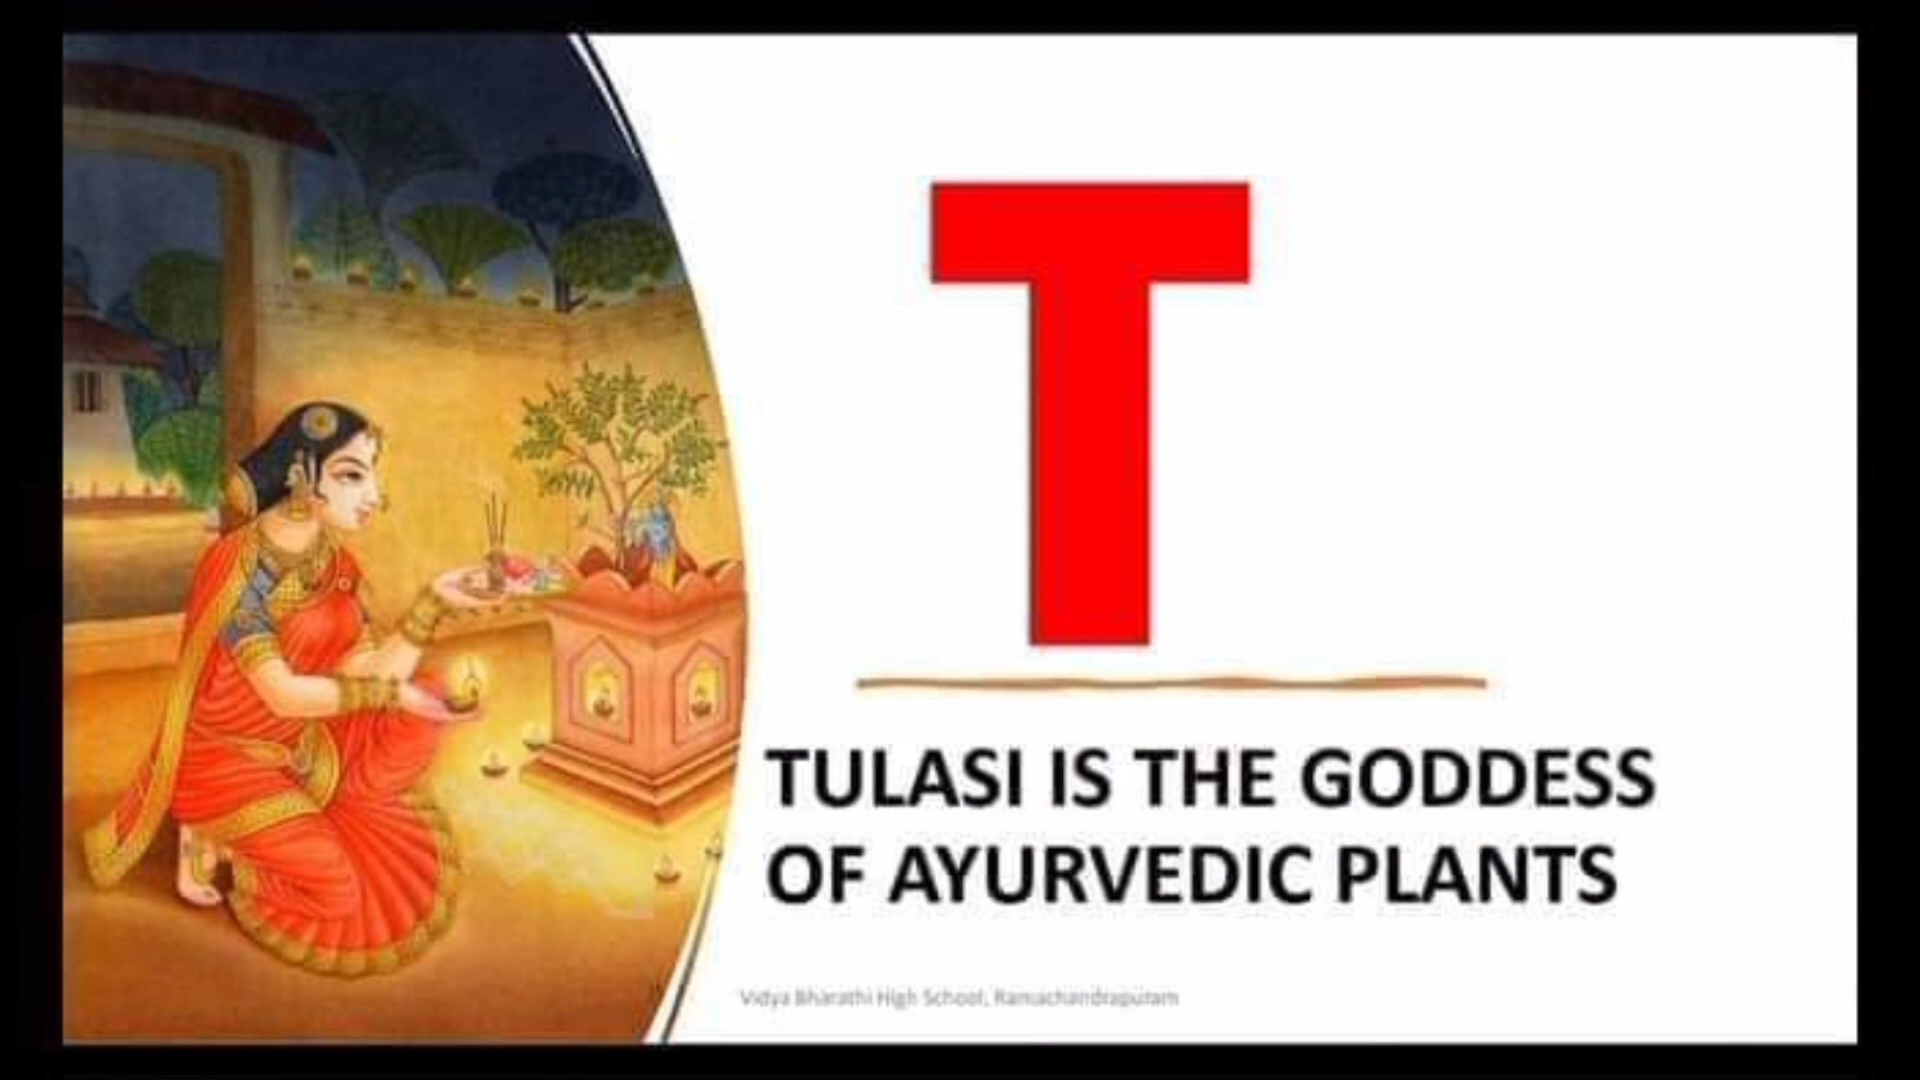 T
TULASI IS THE GODDESS
OF AYURVEDIC PLANTS
Vidya Bharathi High School, Ramachandrapuram